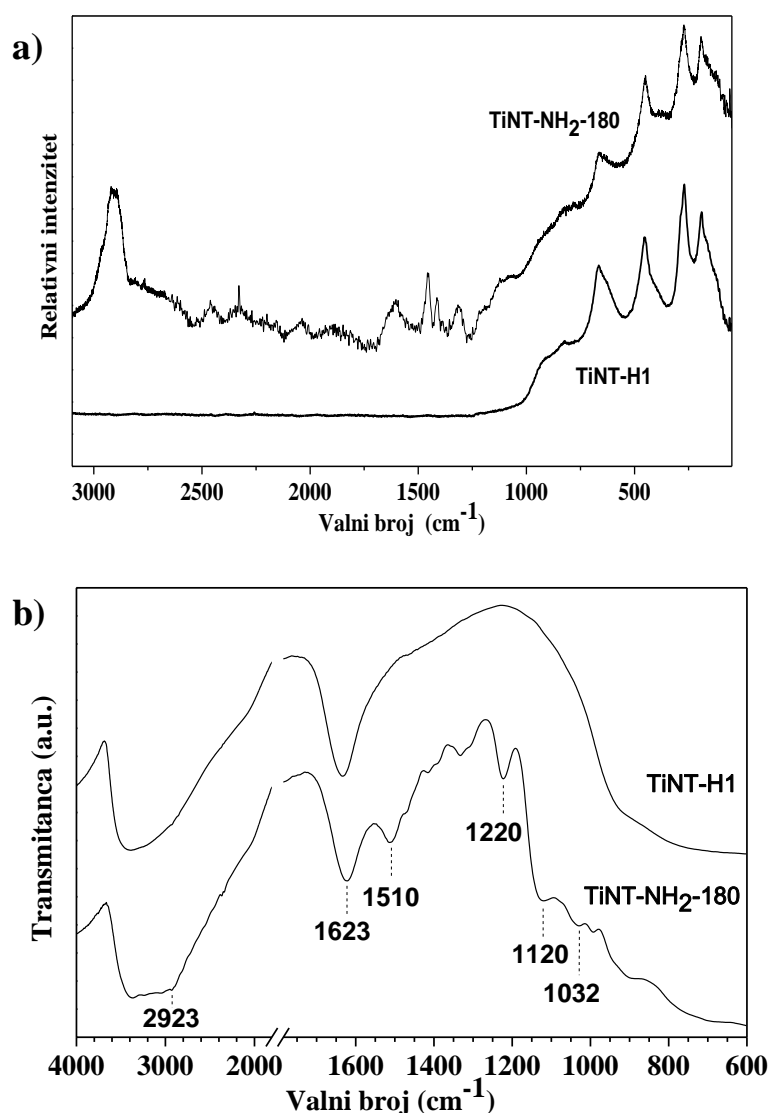 a)
Relativni intenzitet
TiNT-NH2-180
TiNT-H1
3000 2500 2000 1500 1000 500
Valni broj (cm-1)
b)
Transmitanca (a.u.)
TiNT-H1
1220
TiNT-NH2-180
1510
1623
1120
1032
2923
4000 3000 2000 1600 1400 1200 1000 800 600
Valni broj (cm-1)